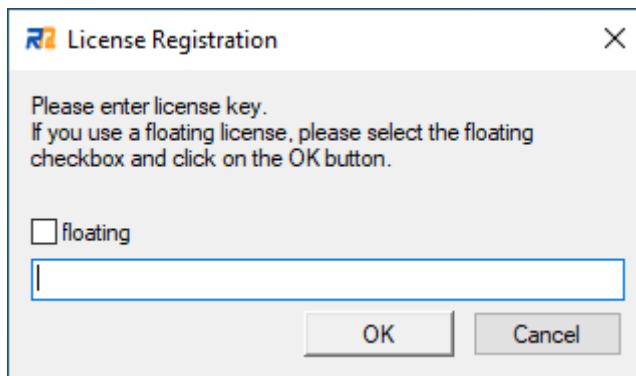 License Registration
Please enter license key.
If you use a floating license, please select the floating
checkbox and click on the OK button.
floating
OK
Cancel